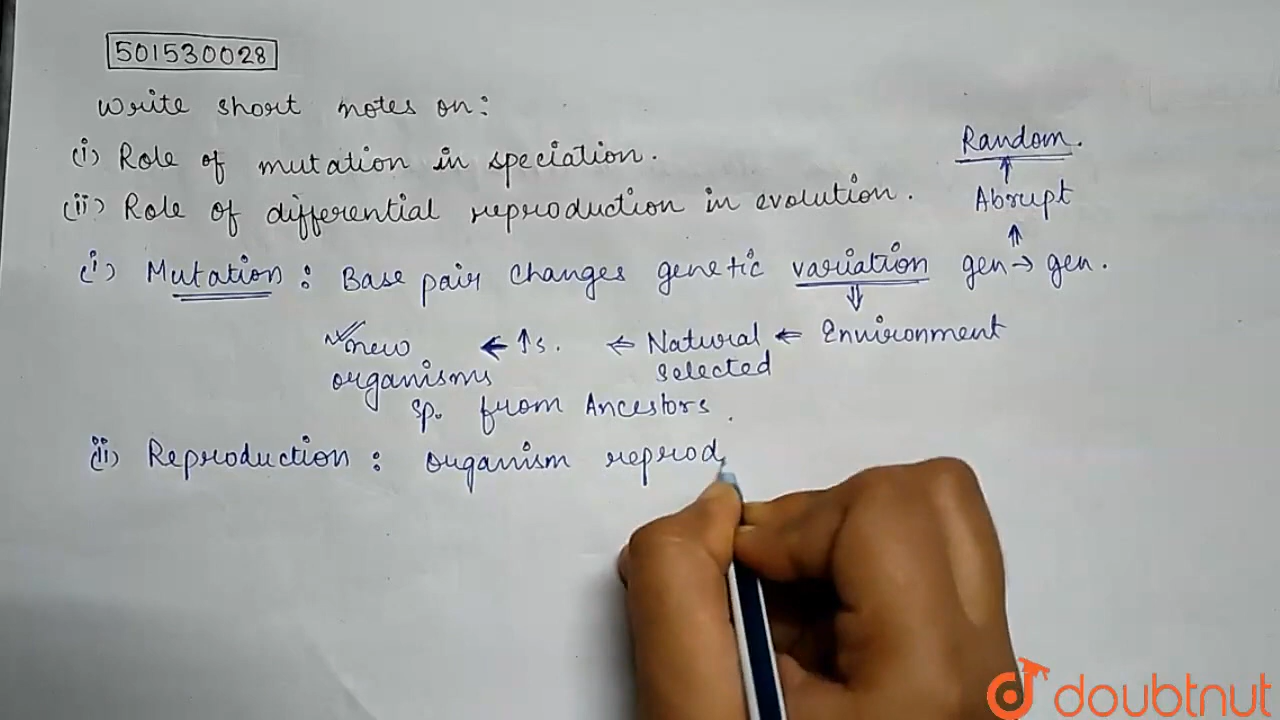 501530028
Write short notes on:
(i) Role of mutation in speciation.
(ii) Role of differential reproduction in evolution.
Random.
↑
Abrupt
⇑
(i) Mutation : Base pair changes genetic variation gen → gen.
⇓
new ← ↑s. ⇐ Natural ⇐ Environment
organisms selected
sp. from Ancestors.
(ii) Reproduction : organism reprod
doubtnut